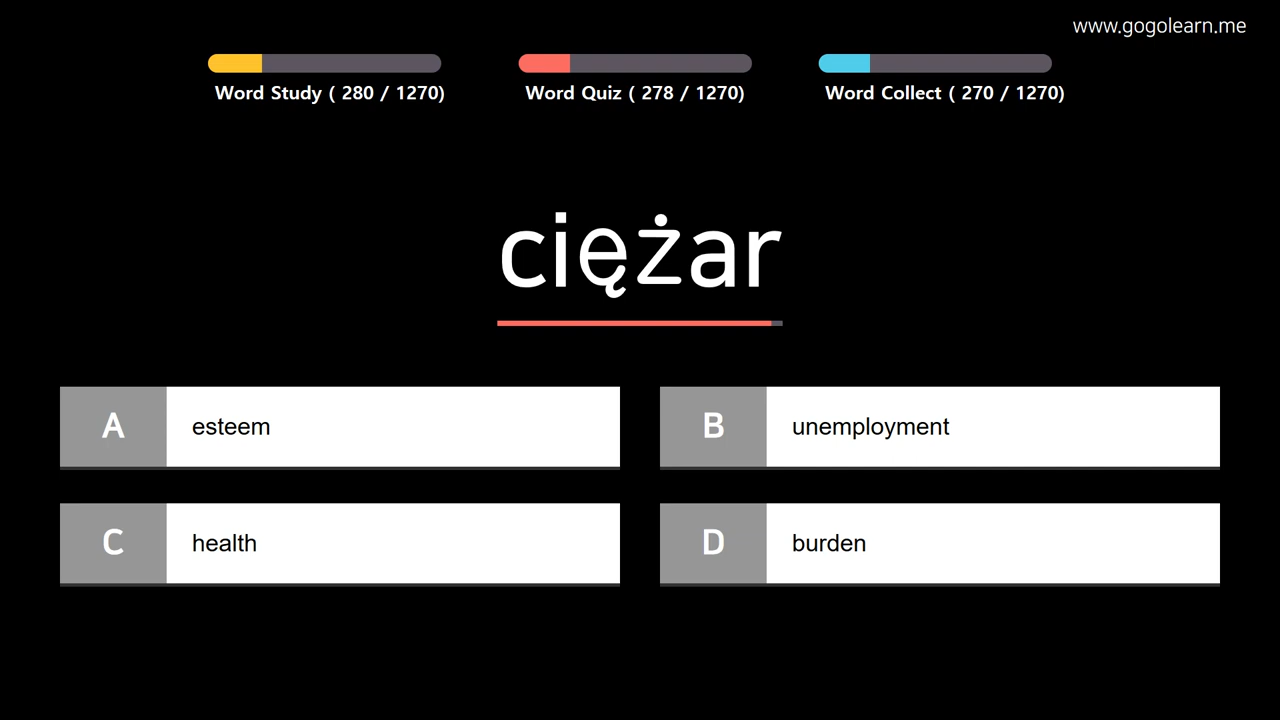 www.gogolearn.me
Word Study ( 280 / 1270)
Word Quiz ( 278 / 1270)
Word Collect ( 270 / 1270)
ciężar
A esteem
B unemployment
C health
D burden